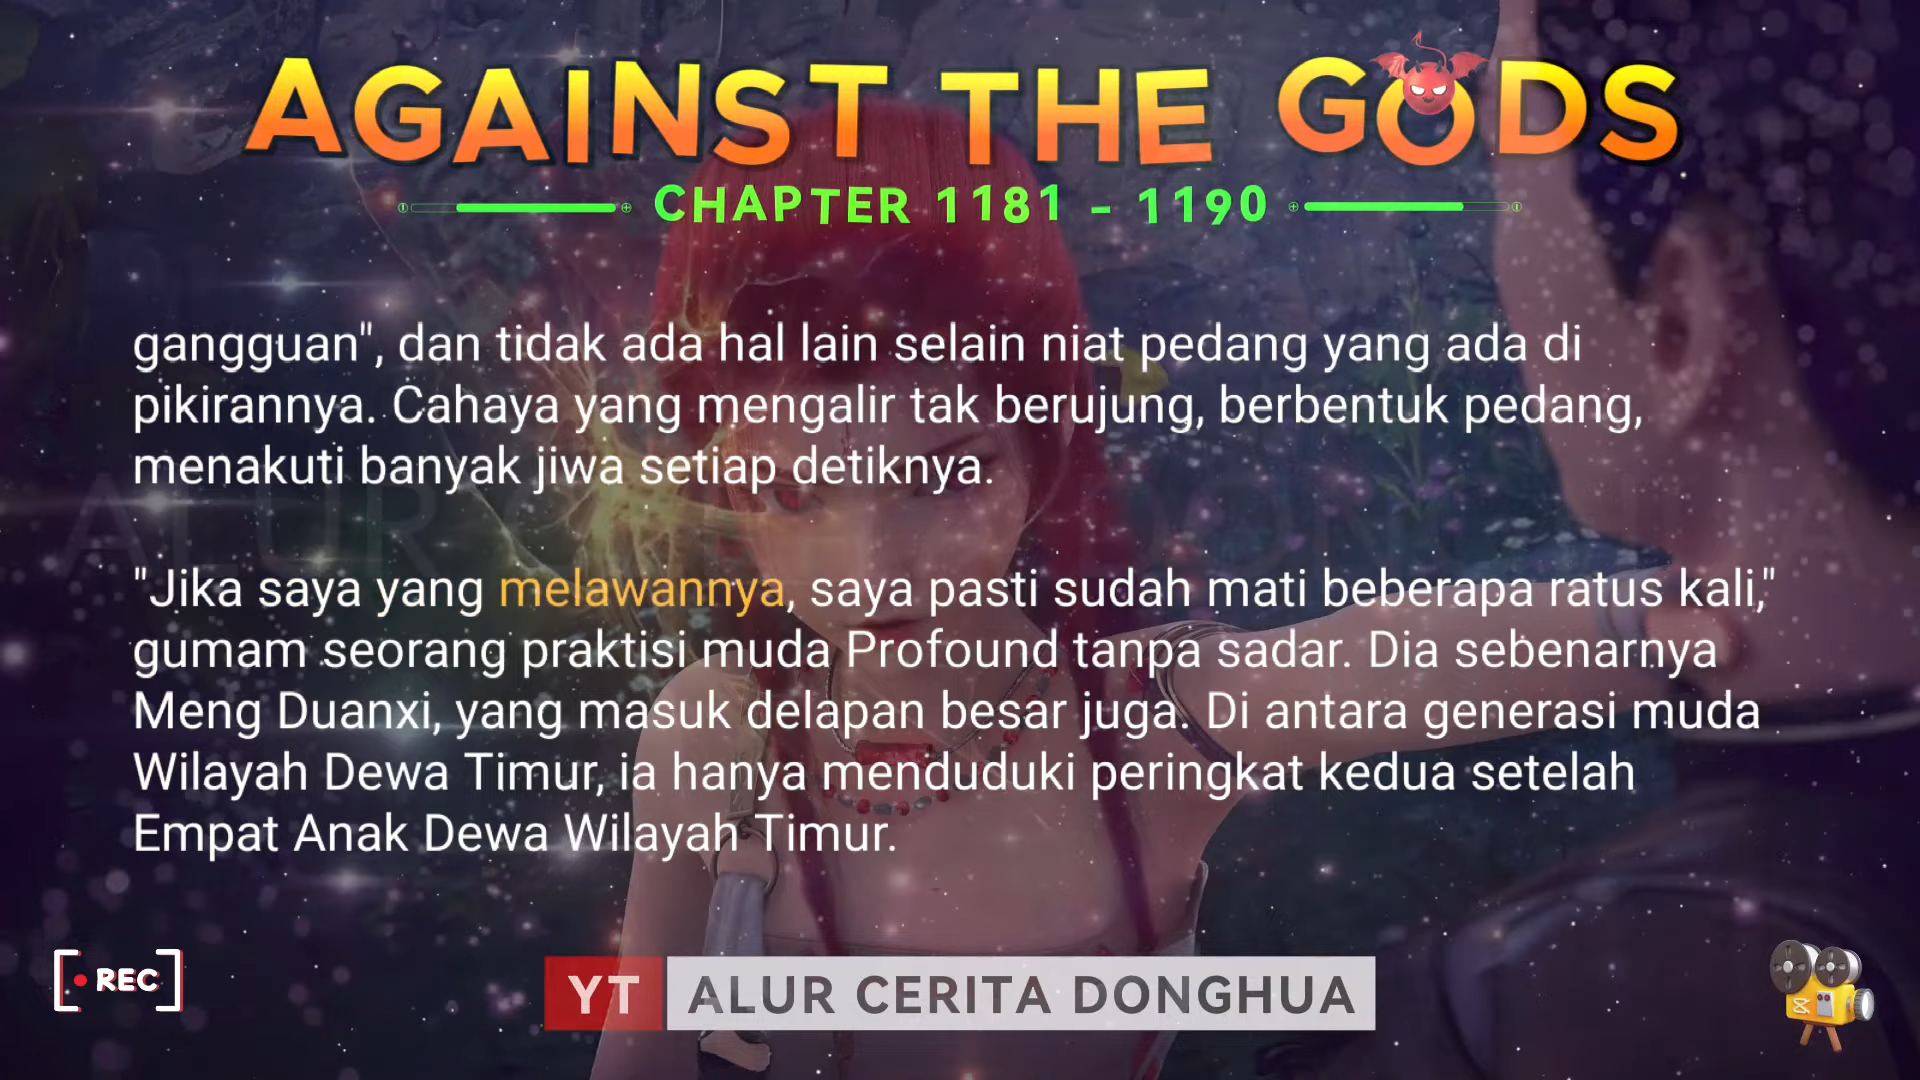 AGAINST THE GODS
CHAPTER 1181 - 1190
gangguan", dan tidak ada hal lain selain niat pedang yang ada di
pikirannya. Cahaya yang mengalir tak berujung, berbentuk pedang,
menakuti banyak jiwa setiap detiknya.
"Jika saya yang melawannya, saya pasti sudah mati beberapa ratus kali,"
gumam seorang praktisi muda Profound tanpa sadar. Dia sebenarnya
Meng Duanxi, yang masuk delapan besar juga. Di antara generasi muda
Wilayah Dewa Timur, ia hanya menduduki peringkat kedua setelah
Empat Anak Dewa Wilayah Timur.
REC
YT ALUR CERITA DONGHUA